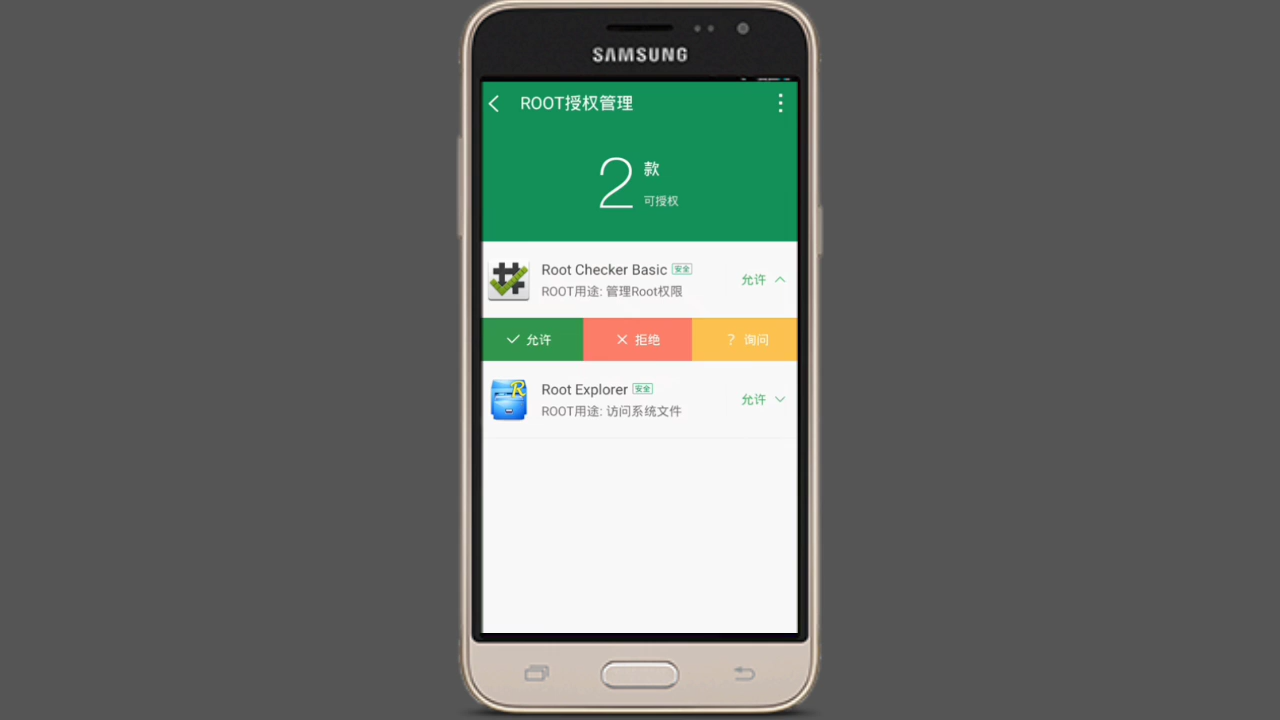 SAMSUNG
ROOT授权管理
2 款
可授权
Root Checker Basic 安全
ROOT用途: 管理Root权限
允许
允许 拒绝 ? 询问
Root Explorer 安全
ROOT用途: 访问系统文件
允许